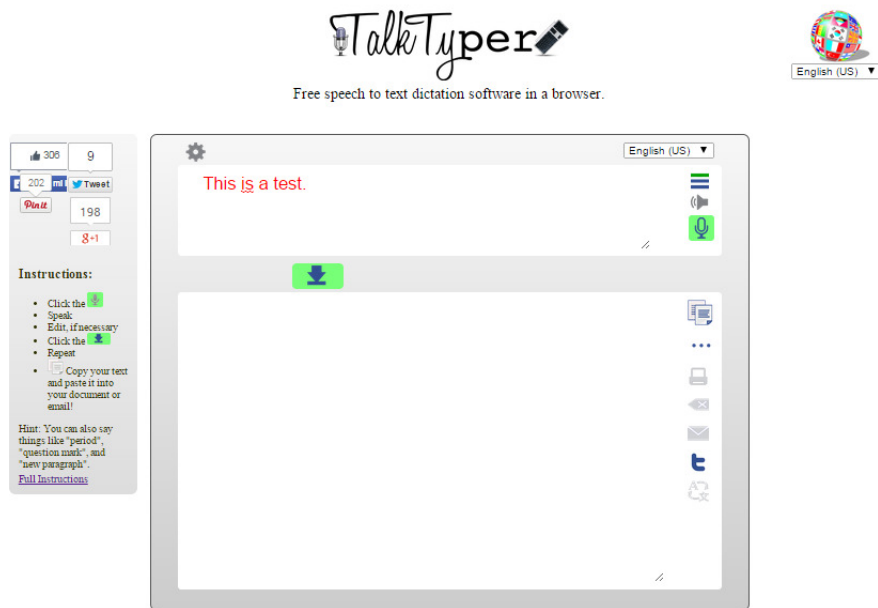 TalkTyper
English (US)
Free speech to text dictation software in a browser.
306
9
202
Tweet
Pin it
198
g+1
Instructions:
Click the
Speak
Edit, if necessary
Click the
Repeat
Copy your text
and paste it into
your document or
email!
Hint: You can also say
things like "period",
"question mark", and
"new paragraph".
Full Instructions
English (US)
This is a test.